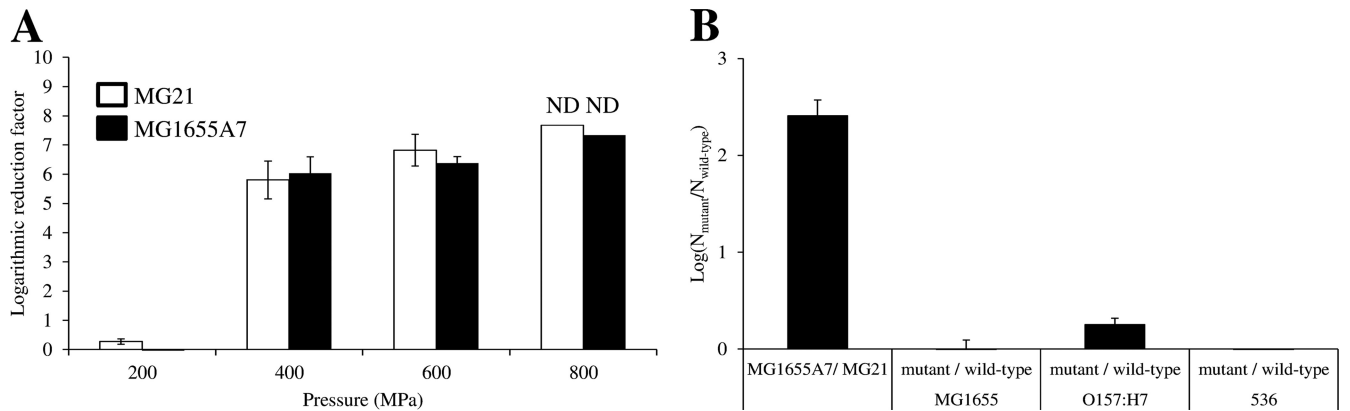 A
Logarithmic reduction factor
10
9
8
7
6
5
4
3
2
1
0
MG21
MG1655A7
ND ND
200 400 600 800
Pressure (MPa)
B
Log(Nmutant/Nwild-type)
3
2
1
0
MG1655A7/ MG21
mutant / wild-type
MG1655
mutant / wild-type
O157:H7
mutant / wild-type
536